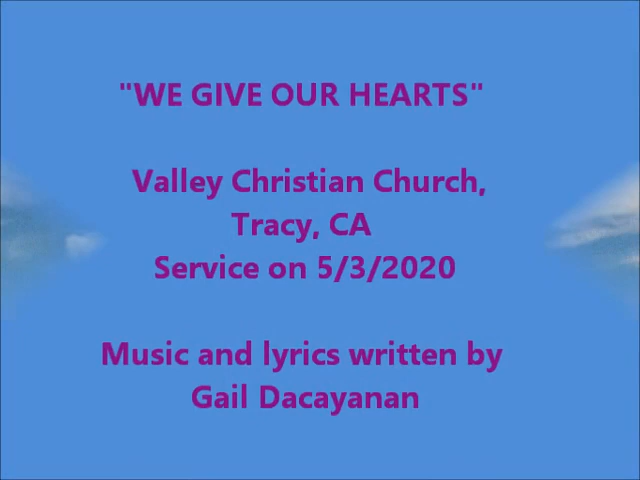 "WE GIVE OUR HEARTS"
Valley Christian Church,
Tracy, CA
Service on 5/3/2020
Music and lyrics written by
Gail Dacayanan